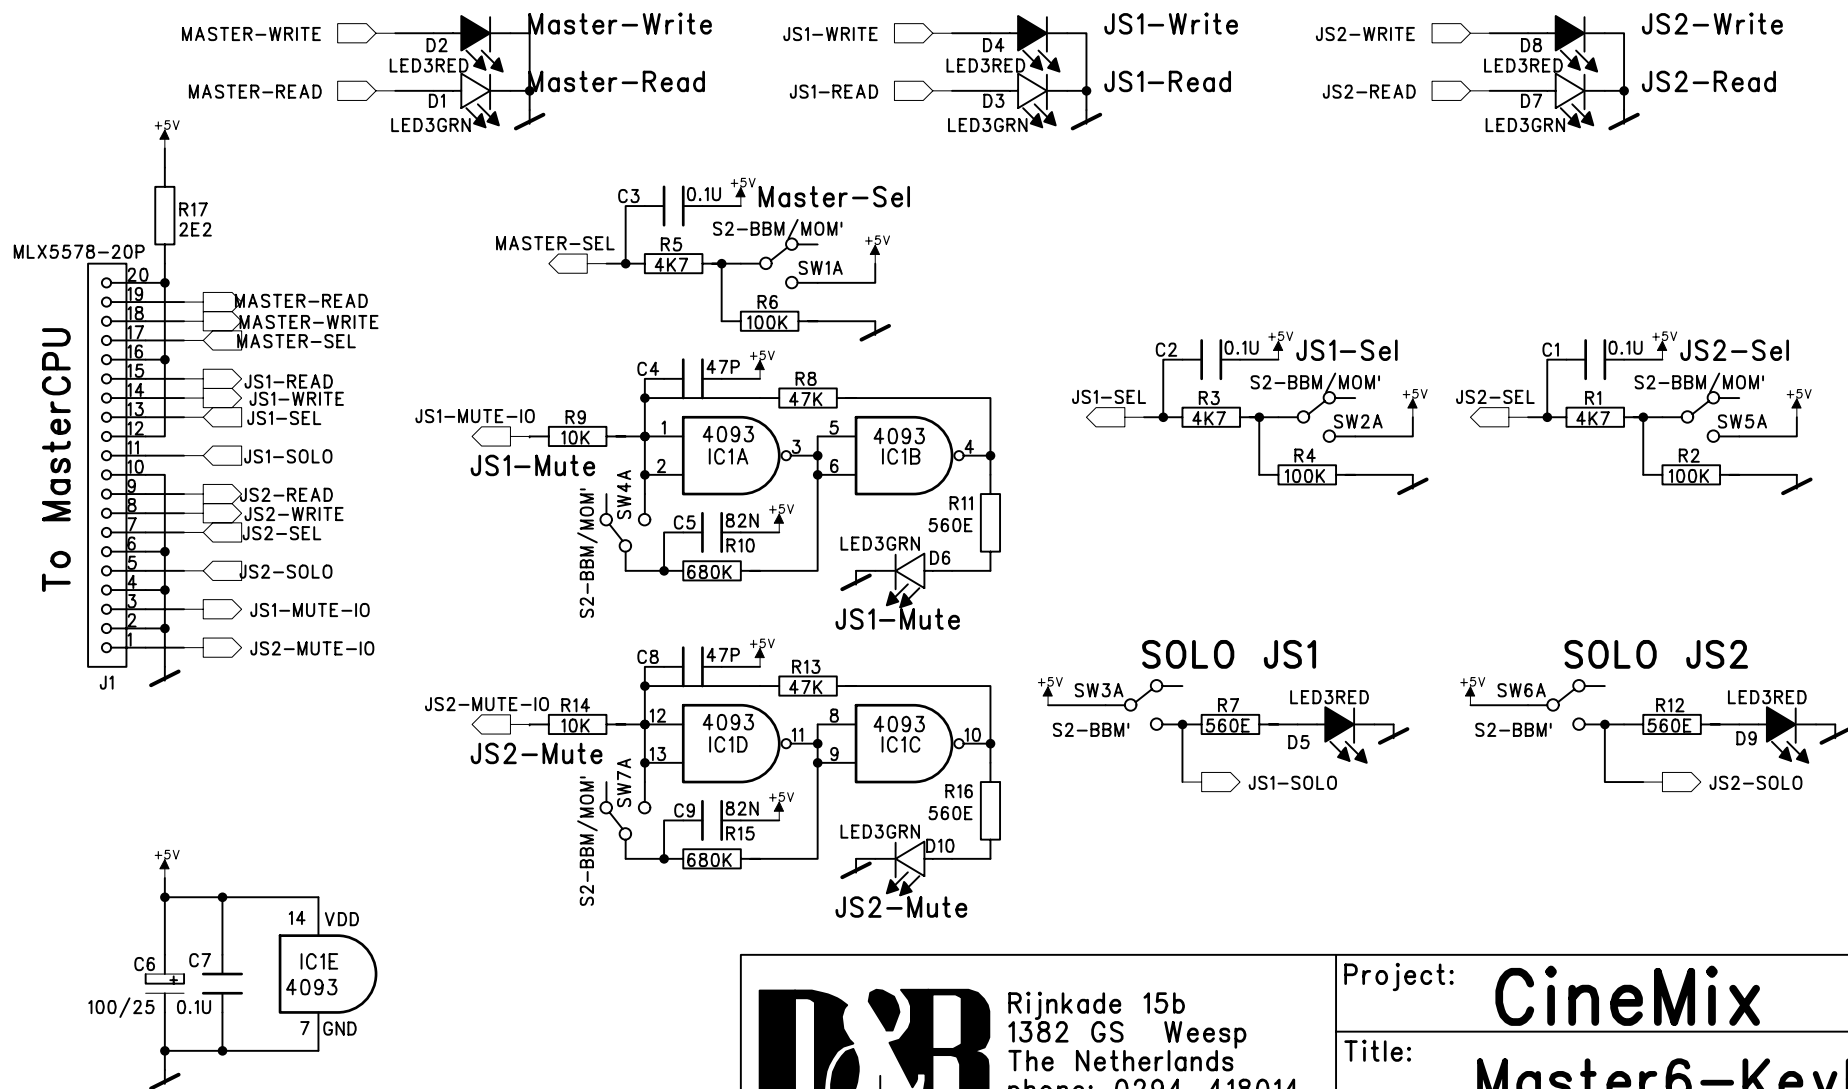 MASTER-WRITE
D2
LED3RED
Master-Write
MASTER-READ
D1
LED3GRN
Master-Read
JS1-WRITE
D4
LED3RED
JS1-Write
JS1-READ
D3
LED3GRN
JS1-Read
JS2-WRITE
D8
LED3RED
JS2-Write
JS2-READ
D7
LED3GRN
JS2-Read
+5V
R17
2E2
MLX5578-20P
To MasterCPU
20
19 MASTER-READ
18 MASTER-WRITE
17 MASTER-SEL
16
15 JS1-READ
14 JS1-WRITE
13 JS1-SEL
12
11 JS1-SOLO
10
9 JS2-READ
8 JS2-WRITE
7 JS2-SEL
6
5 JS2-SOLO
4
3 JS1-MUTE-IO
2
1 JS2-MUTE-IO
J1
C3
0.1U
+5V
Master-Sel
S2-BBM/MOM'
MASTER-SEL
R5
4K7
+5V
SW1A
R6
100K
C4
47P
+5V
R8
47K
JS1-MUTE-IO
R9
10K
JS1-Mute
1
2
4093
IC1A
3
5
6
4093
IC1B
4
SW4A
S2-BBM/MOM'
C5
82N
+5V
R10
680K
R11
560E
LED3GRN
D6
JS1-Mute
C2
0.1U
+5V
JS1-Sel
S2-BBM/MOM'
JS1-SEL
R3
4K7
+5V
SW2A
R4
100K
C1
0.1U
+5V
JS2-Sel
S2-BBM/MOM'
JS2-SEL
R1
4K7
+5V
SW5A
R2
100K
C8
47P
+5V
R13
47K
JS2-MUTE-IO
R14
10K
JS2-Mute
12
13
4093
IC1D
11
8
9
4093
IC1C
10
SW7A
S2-BBM/MOM'
C9
82N
+5V
R15
680K
R16
560E
LED3GRN
D10
JS2-Mute
SOLO JS1
+5V
SW3A
S2-BBM'
R7
560E
LED3RED
D5
JS1-SOLO
SOLO JS2
+5V
SW6A
S2-BBM'
R12
560E
LED3RED
D9
JS2-SOLO
+5V
14 VDD
C6
+
100/25
C7
0.1U
IC1E
4093
7 GND
D&R
Rijnkade 15b
1382 GS Weesp
The Netherlands
phone: 0294-418014
Project: CineMix
Title:
Master6-Key